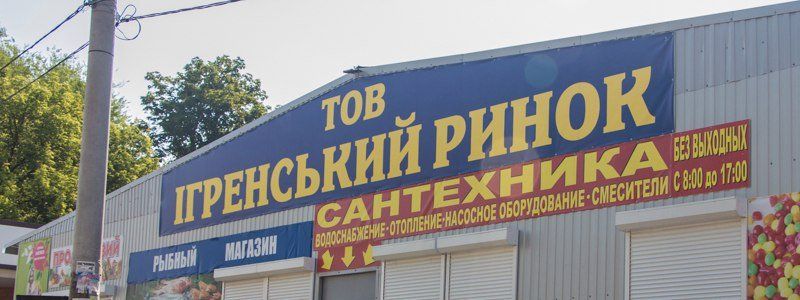 ТОВ
ІГРЕНСЬКИЙ РИНОК
САНТЕХНИКА
БЕЗ ВЫХОДНЫХ
С 8:00 до 17:00
ВОДОСНАБЖЕНИЕ·ОТОПЛЕНИЕ·НАСОСНОЕ ОБОРУДОВАНИЕ·СМЕСИТЕЛИ
РЫБНЫЙ МАГАЗИН